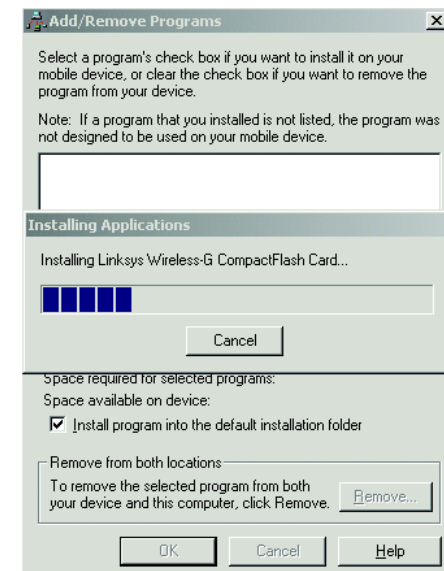 Add/Remove Programs
Select a program's check box if you want to install it on your
mobile device, or clear the check box if you want to remove the
program from your device.
Note: If a program that you installed is not listed, the program was
not designed to be used on your mobile device.
Installing Applications
Installing Linksys Wireless-G CompactFlash Card...
Cancel
Space required for selected programs:
Space available on device:
Install program into the default installation folder
Remove from both locations
To remove the selected program from both
your device and this computer, click Remove.
Remove...
OK Cancel Help